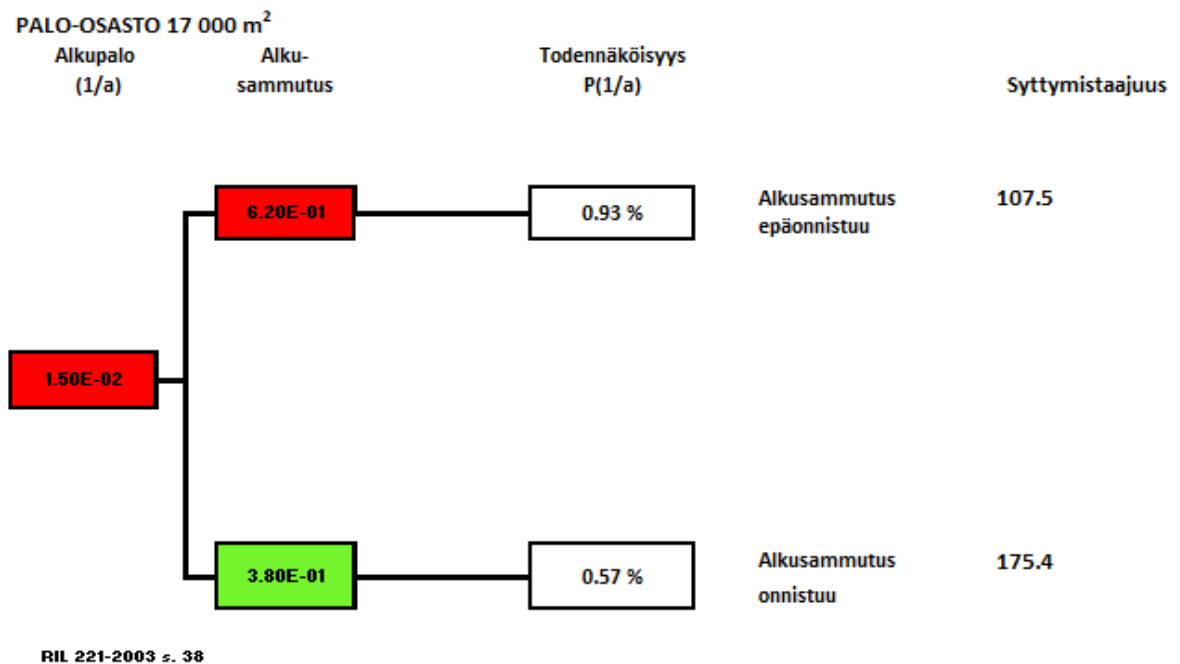 PALO-OSASTO 17 000 m²
Alkupalo
(1/a)
Alku-
sammutus
Todennäköisyys
P(1/a)
Syttymistaajuus
6.20E-01
0.93 %
Alkusammutus
epäonnistuu
107.5
1.50E-02
3.80E-01
0.57 %
Alkusammutus
onnistuu
175.4
RIL 221-2003 s. 38